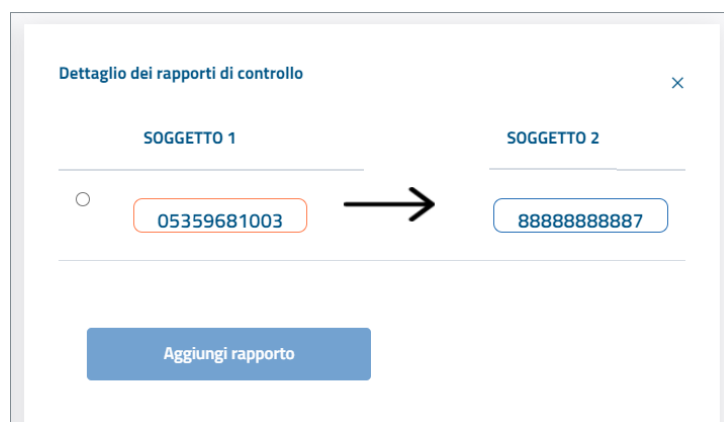 Dettaglio dei rapporti di controllo
SOGGETTO 1 SOGGETTO 2
05359681003 88888888887
Aggiungi rapporto